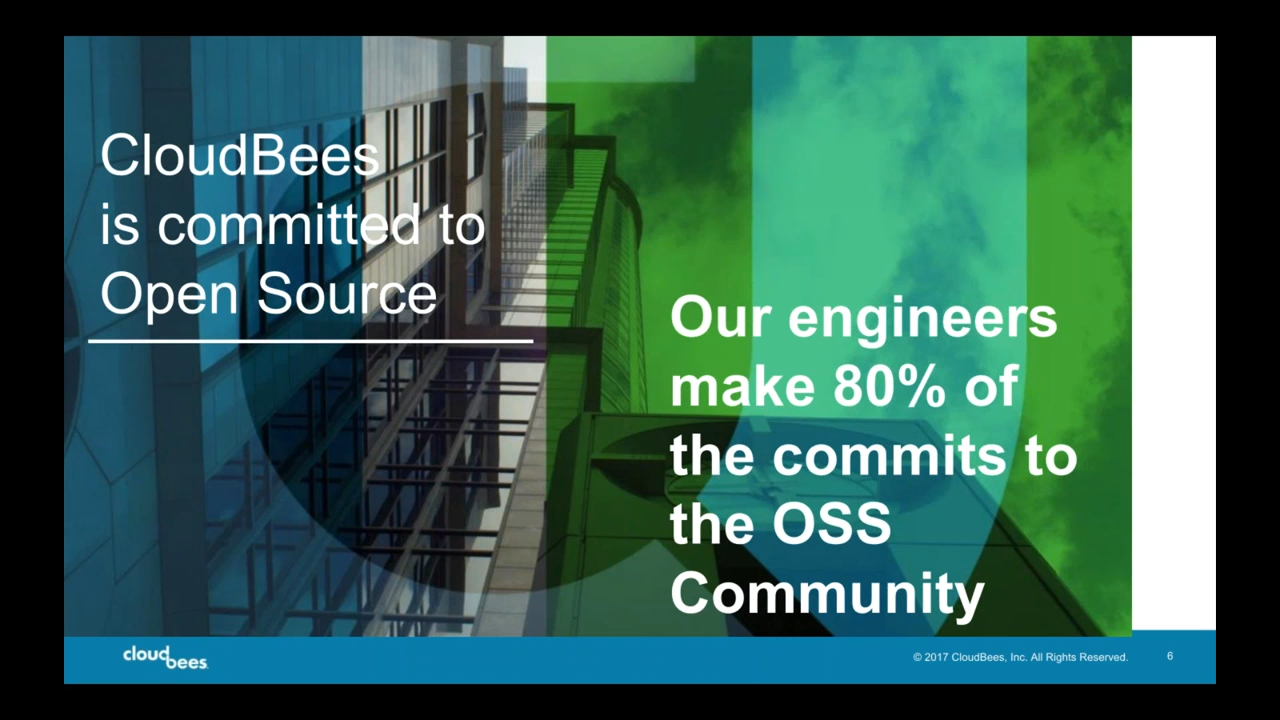 CloudBees
is committed to
Open Source
Our engineers
make 80% of
the commits to
the OSS
Community
cloudbees
© 2017 CloudBees, Inc. All Rights Reserved.
6